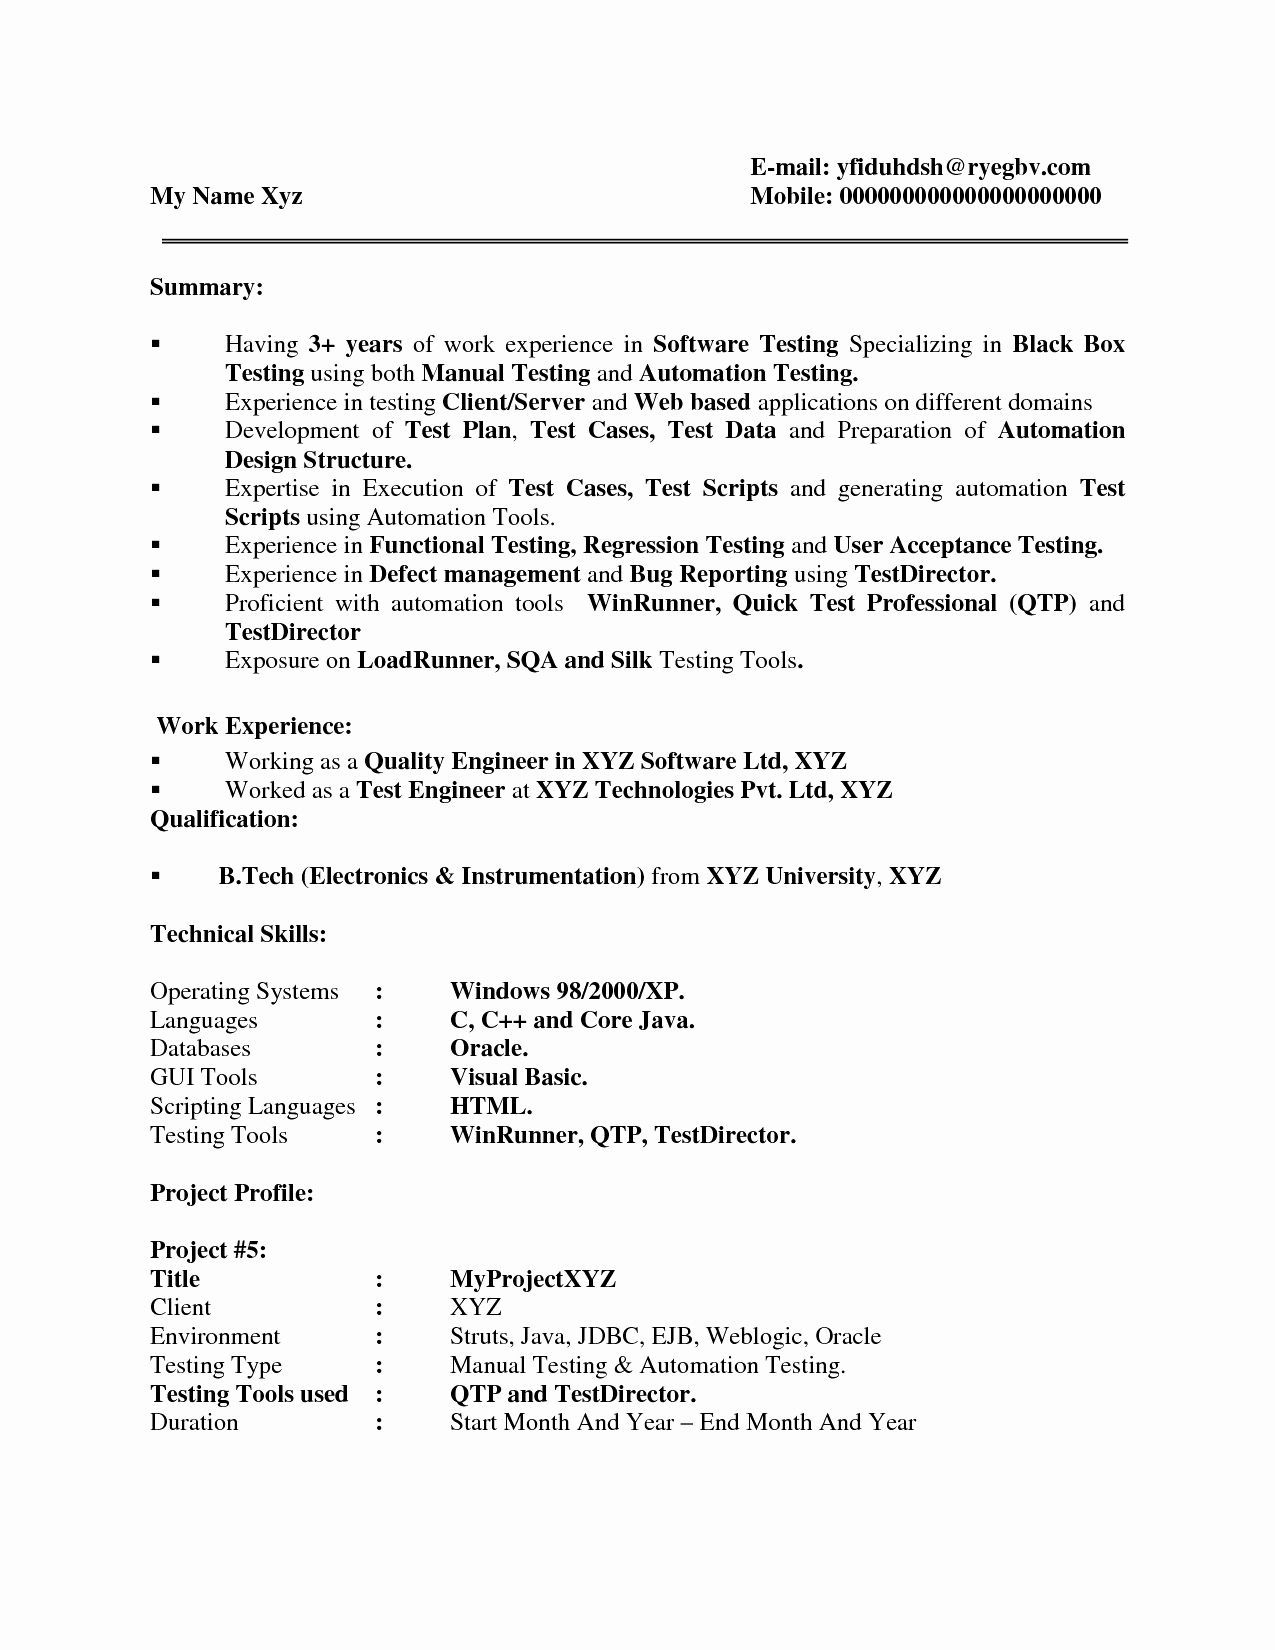 E-mail: yfiduhdsh@ryegbv.com
My Name Xyz Mobile: 000000000000000000000
Summary:
▪ Having 3+ years of work experience in Software Testing Specializing in Black Box
Testing using both Manual Testing and Automation Testing.
▪ Experience in testing Client/Server and Web based applications on different domains
▪ Development of Test Plan, Test Cases, Test Data and Preparation of Automation
Design Structure.
▪ Expertise in Execution of Test Cases, Test Scripts and generating automation Test
Scripts using Automation Tools.
▪ Experience in Functional Testing, Regression Testing and User Acceptance Testing.
▪ Experience in Defect management and Bug Reporting using TestDirector.
▪ Proficient with automation tools WinRunner, Quick Test Professional (QTP) and
TestDirector
▪ Exposure on LoadRunner, SQA and Silk Testing Tools.
Work Experience:
▪ Working as a Quality Engineer in XYZ Software Ltd, XYZ
▪ Worked as a Test Engineer at XYZ Technologies Pvt. Ltd, XYZ
Qualification:
▪ B.Tech (Electronics & Instrumentation) from XYZ University, XYZ
Technical Skills:
Operating Systems : Windows 98/2000/XP.
Languages : C, C++ and Core Java.
Databases : Oracle.
GUI Tools : Visual Basic.
Scripting Languages : HTML.
Testing Tools : WinRunner, QTP, TestDirector.
Project Profile:
Project #5:
Title : MyProjectXYZ
Client : XYZ
Environment : Struts, Java, JDBC, EJB, Weblogic, Oracle
Testing Type : Manual Testing & Automation Testing.
Testing Tools used : QTP and TestDirector.
Duration : Start Month And Year – End Month And Year